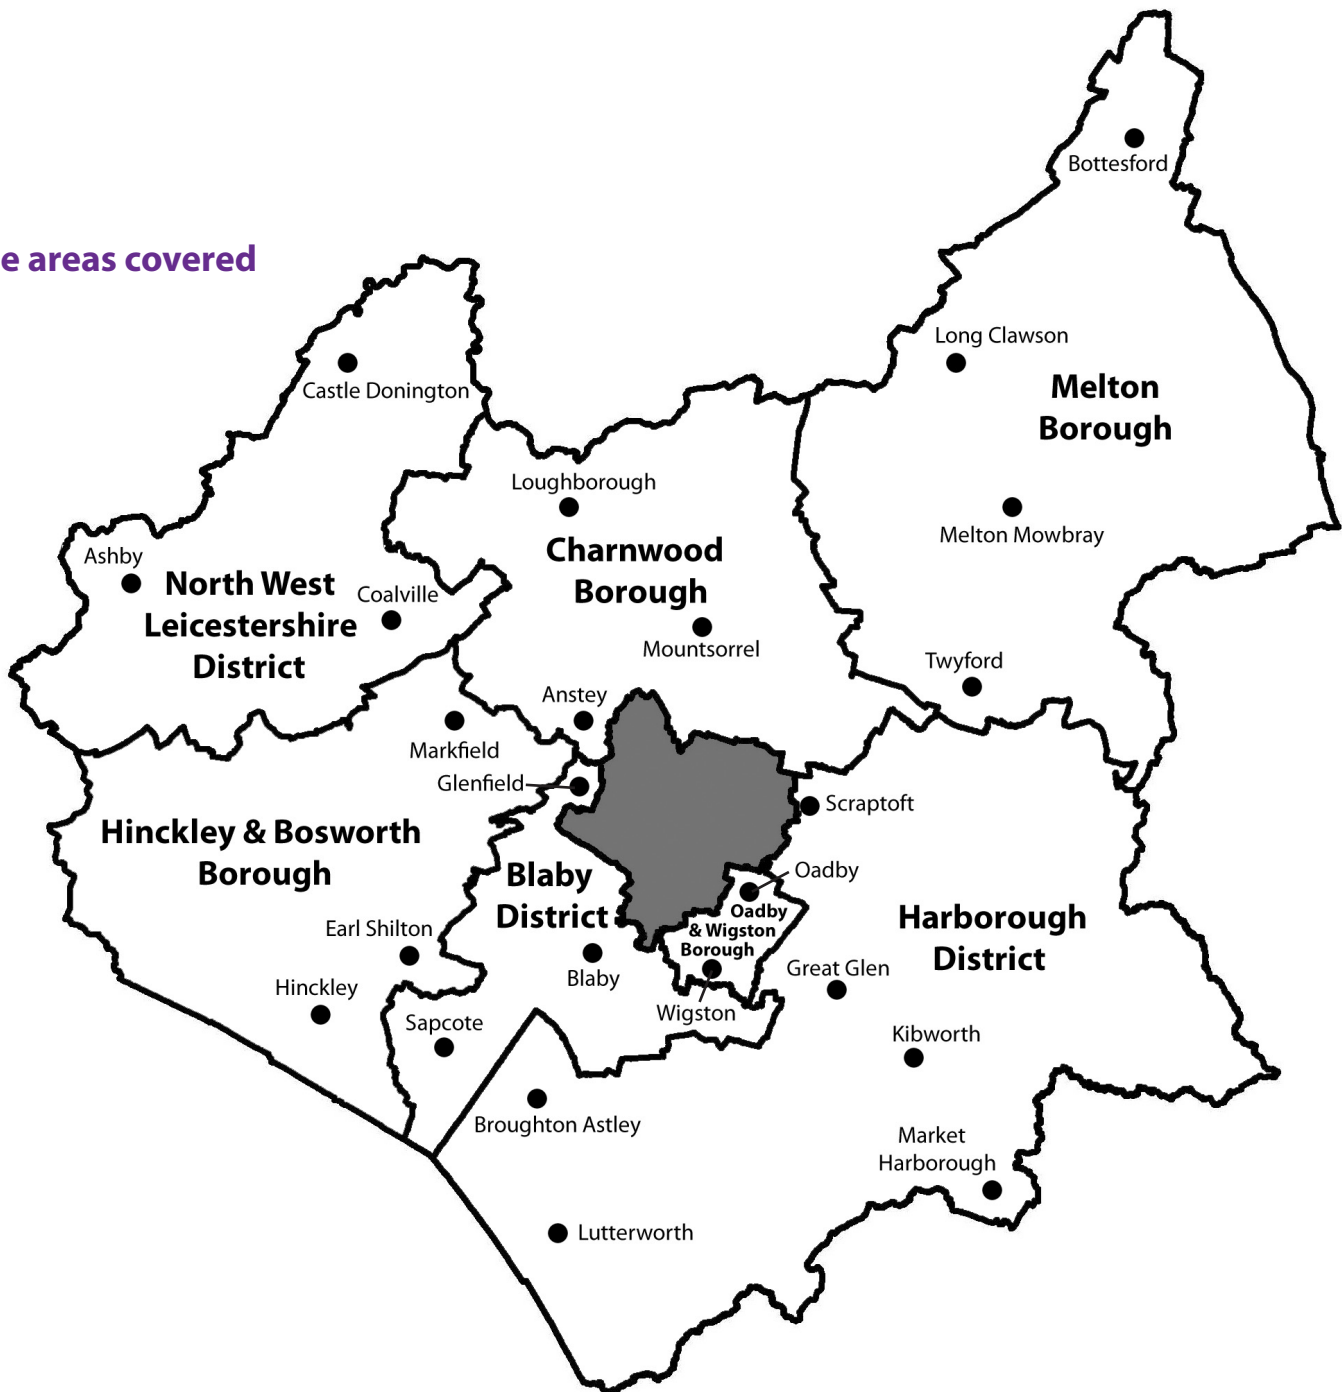 Bottesford
e areas covered
Long Clawson
Castle Donington
Melton
Borough
Loughborough
Melton Mowbray
Charnwood
Borough
Ashby
North West
Leicestershire
District
Coalville
Mountsorrel
Twyford
Anstey
Markfield
Glenfield
Scraptoft
Hinckley & Bosworth
Borough
Blaby
District
Oadby
Oadby
& Wigston
Borough
Harborough
District
Earl Shilton
Blaby
Great Glen
Hinckley
Wigston
Sapcote
Kibworth
Broughton Astley
Market
Harborough
Lutterworth